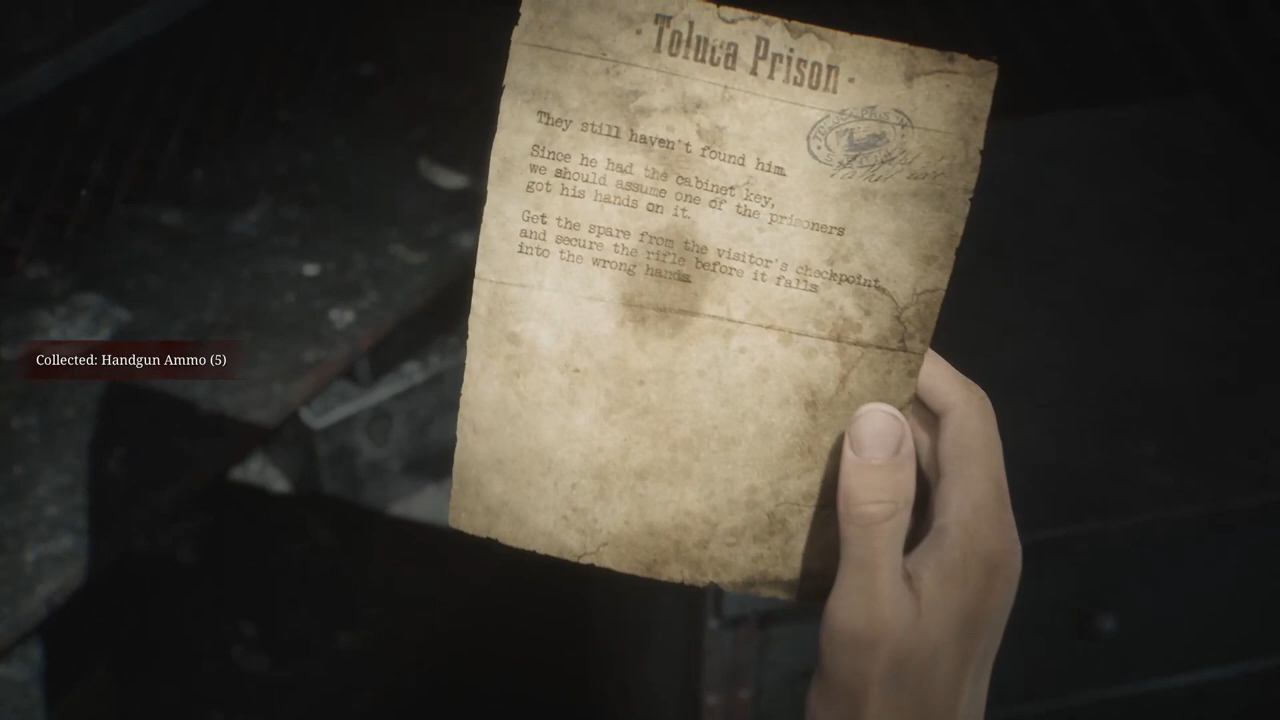 · Toluca Prison ·
They still haven't found him.
Since he had the cabinet key,
we should assume one of the prisoners
got his hands on it.
Get the spare from the visitor's checkpoint,
and secure the rifle before it falls
into the wrong hands.
Collected: Handgun Ammo (5)